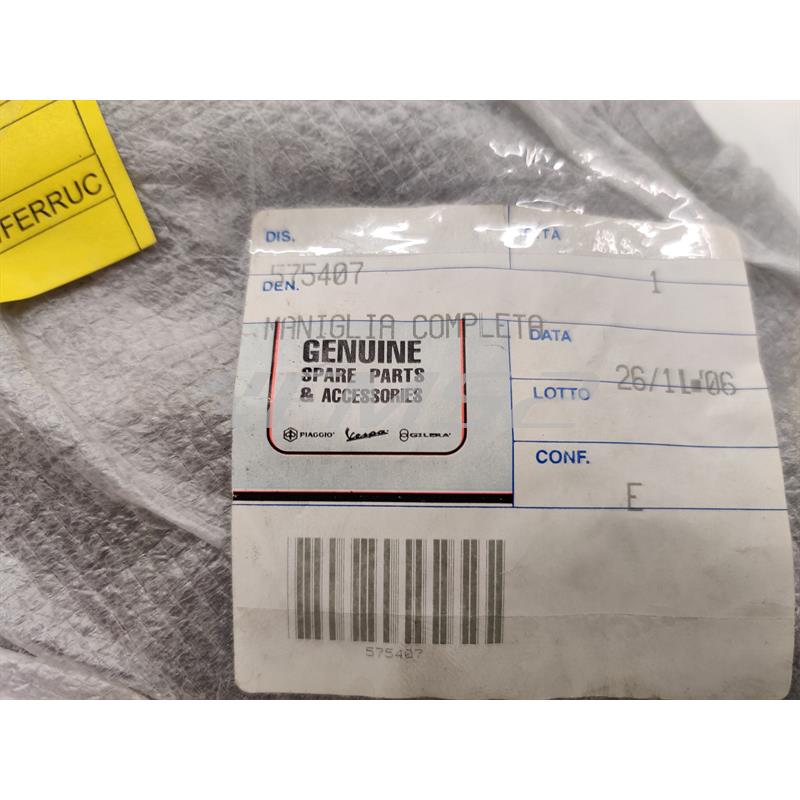 FERRUC
DIS.
575407
DEN.
MANIGLIA COMPLETA
1
DATA
26/11/06
LOTTO
CONF.
E
GENUINE
SPARE PARTS
& ACCESSORIES
PIAGGIO
Vespa
GILERA
575407